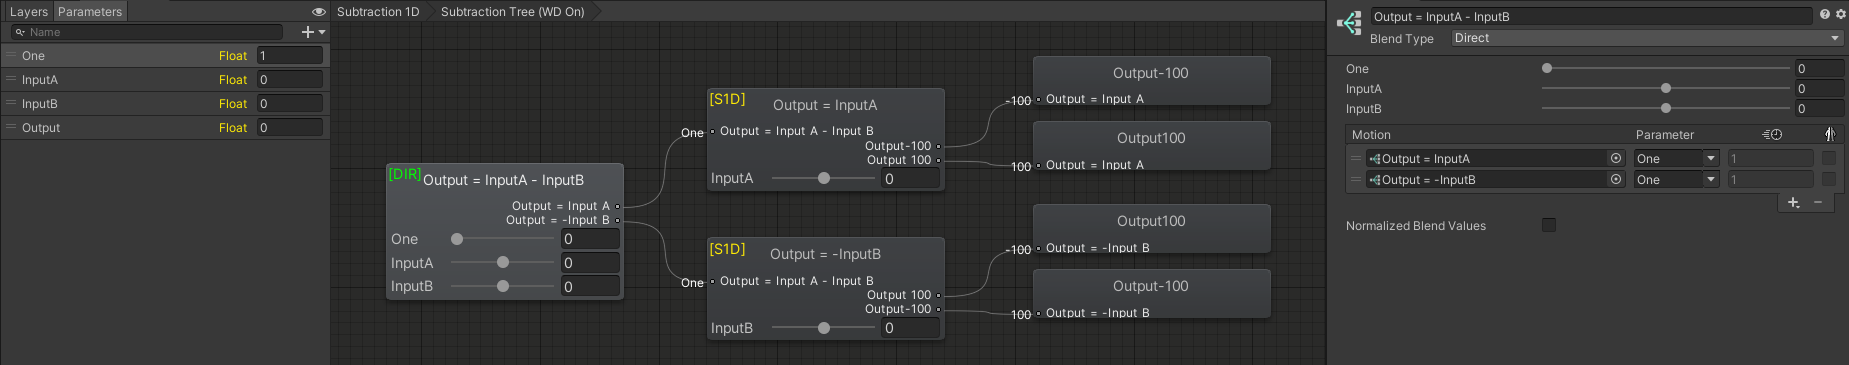 Layers Parameters
Name
One Float 1
InputA Float 0
InputB Float 0
Output Float 0
Subtraction 1D Subtraction Tree (WD On)
[DIR] Output = InputA - InputB
Output = Input A
Output = -Input B
One 0
InputA 0
InputB 0
One
[S1D] Output = InputA
Output = Input A - Input B
Output-100
Output 100
InputA 0
One
[S1D] Output = -InputB
Output = Input A - Input B
Output 100
Output-100
InputB 0
Output-100
-100 Output = Input A
Output100
100 Output = Input A
Output100
-100 Output = -Input B
Output-100
100 Output = -Input B
Output = InputA - InputB
Blend Type Direct
One 0
InputA 0
InputB 0
Motion Parameter
Output = InputA One 1
Output = -InputB One 1
Normalized Blend Values